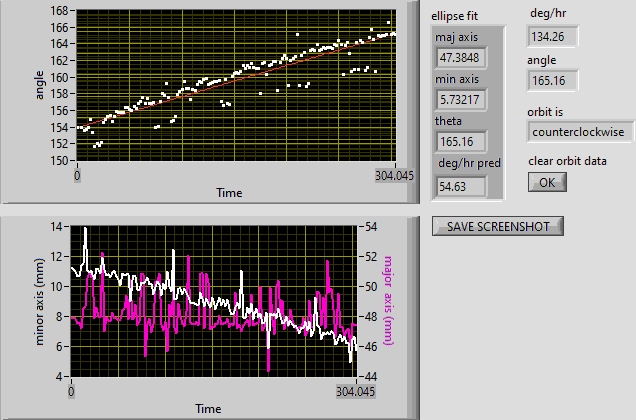 168
166
164
162
160
158
156
154
152
150
angle
0
304.045
Time
ellipse fit
maj axis
47.3848
min axis
5.73217
theta
165.16
deg/hr pred
54.63
deg/hr
134.26
angle
165.16
orbit is
counterclockwise
clear orbit data
OK
SAVE SCREENSHOT
14
12
10
8
6
4
minor axis (mm)
54
52
50
48
46
44
major axis (mm)
0
304.045
Time